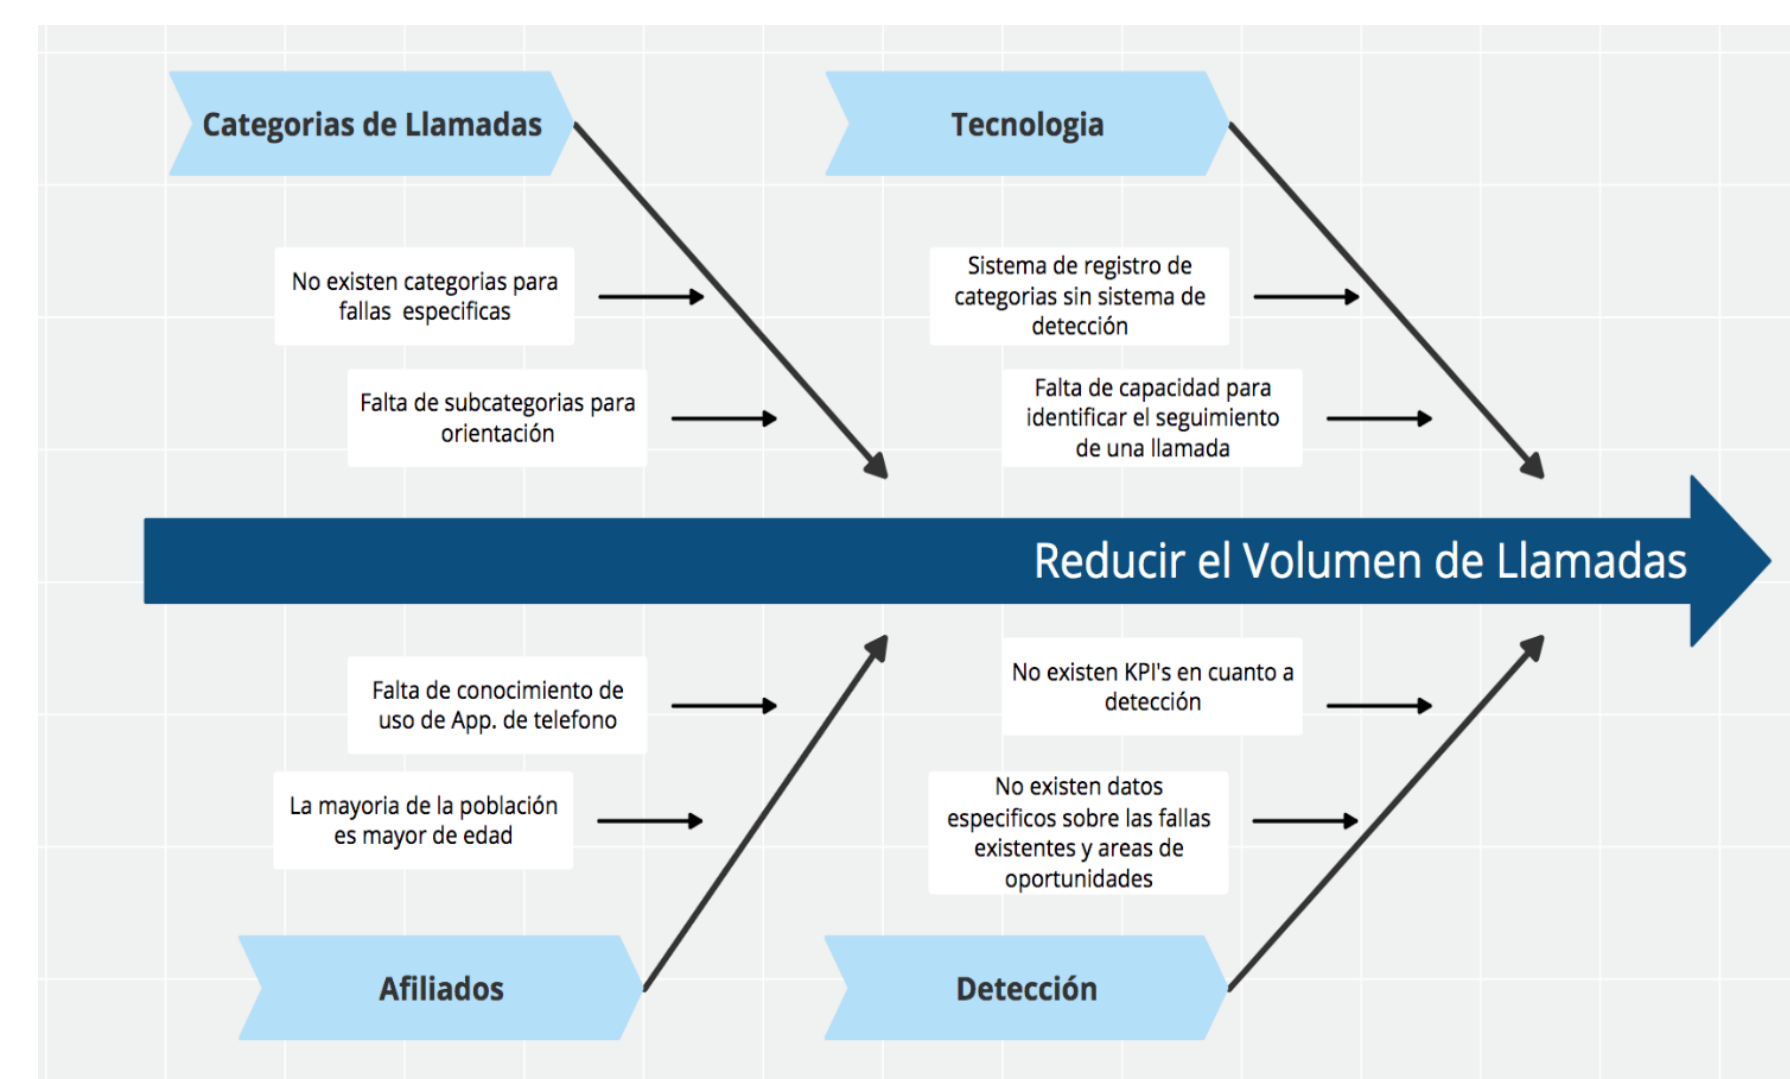 Categorias de Llamadas
Tecnologia
No existen categorias para
fallas especificas
Falta de subcategorias para
orientación
Sistema de registro de
categorias sin sistema de
detección
Falta de capacidad para
identificar el seguimiento
de una llamada
Reducir el Volumen de Llamadas
Falta de conocimiento de
uso de App. de telefono
La mayoria de la población
es mayor de edad
No existen KPI's en cuanto a
detección
No existen datos
especificos sobre las fallas
existentes y areas de
oportunidades
Afiliados
Detección